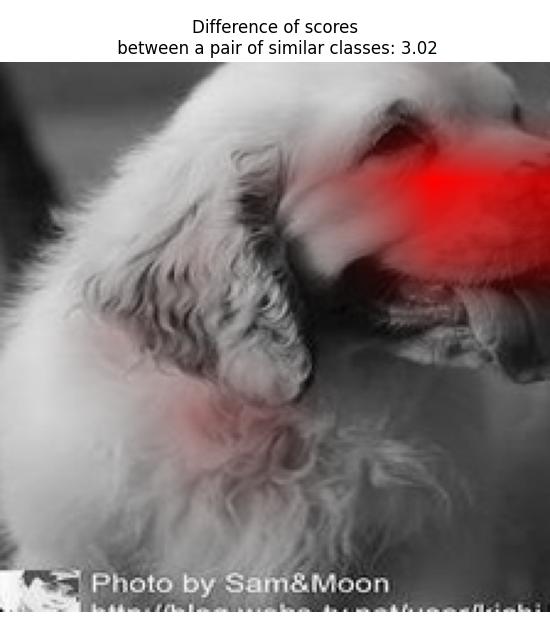 Difference of scores
between a pair of similar classes: 3.02
Photo by Sam&Moon